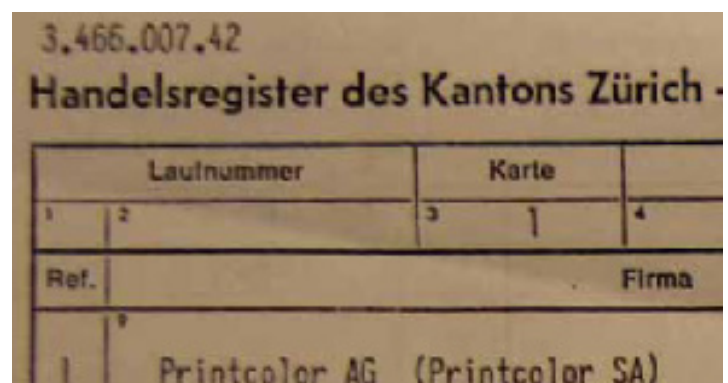 3.466.007.42
Handelsregister des Kantons Zürich -
Laufnummer Karte
1 2 3 1 4
Ref. Firma
9
1 Printcolor AG (Printcolor SA)